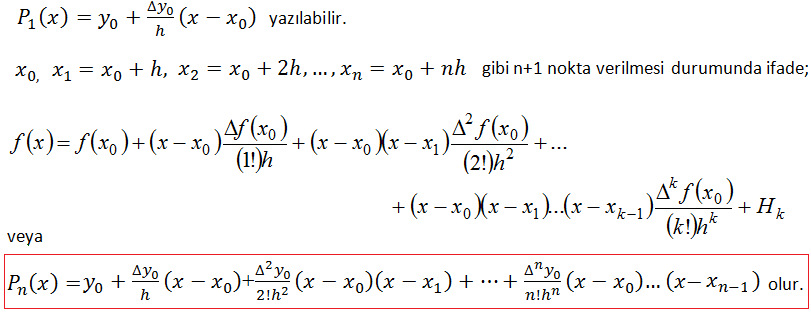 P₁(x) = y₀ + Δy₀/h (x − x₀) yazılabilir.
x₀, x₁ = x₀ + h, x₂ = x₀ + 2h, … , xₙ = x₀ + nh gibi n+1 nokta verilmesi durumunda ifade;
f(x) = f(x₀) + (x − x₀) Δf(x₀)/(1!)h + (x − x₀)(x − x₁) Δ²f(x₀)/(2!)h² + ...
+ (x − x₀)(x − x₁)...(x − xₖ₋₁) Δᵏf(x₀)/(k!)hᵏ + Hₖ
veya
Pₙ(x) = y₀ + Δy₀/h (x − x₀)+ Δ²y₀/2!h² (x − x₀)(x − x₁) + ⋯ + Δⁿy₀/n!hⁿ (x − x₀)… (x− xₙ₋₁) olur.